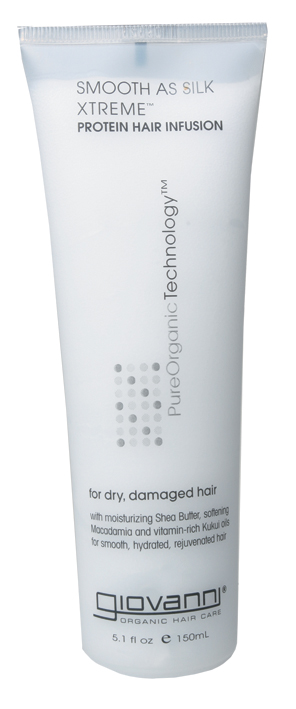 SMOOTH AS SILK
XTREME™
PROTEIN HAIR INFUSION
PureOrganicTechnology™
for dry, damaged hair
with moisturizing Shea Butter, softening
Macadamia and vitamin-rich Kukui oils
for smooth, hydrated, rejuvenated hair
giovanni®
ORGANIC HAIR CARE
5.1 fl oz ℮ 150mL